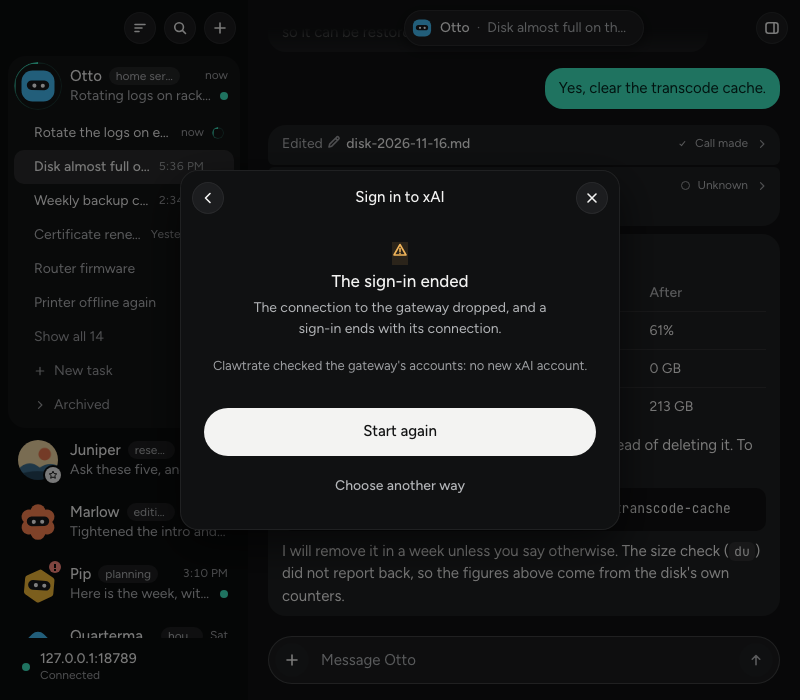 so it can be restore
Otto · Disk almost full on th…
Otto home ser… now
Rotating logs on rack…
Rotate the logs on e… now
Disk almost full o… 5:36 PM
Weekly backup c… 2:34
Certificate rene… Yeste
Router firmware
Printer offline again
Show all 14
New task
Archived
Juniper rese…
Ask these five, an
Marlow editi…
Tightened the intro and…
Pip planning 3:10 PM
Here is the week, wit…
Quarterma hou… Sat
127.0.0.1:18789
Connected
Yes, clear the transcode cache.
Edited disk-2026-11-16.md Call made
Unknown
Sign in to xAI
The sign-in ended
The connection to the gateway dropped, and a
sign-in ends with its connection.
Clawtrate checked the gateway's accounts: no new xAI account.
Start again
Choose another way
After
61%
0 GB
213 GB
ead of deleting it. To
transcode-cache
I will remove it in a week unless you say otherwise. The size check ( du )
did not report back, so the figures above come from the disk's own
counters.
Message Otto